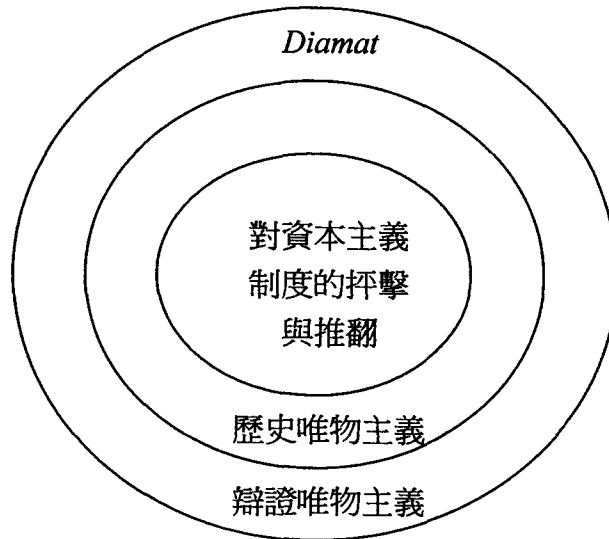 Diamat
對資本主義
制度的抨擊
與推翻
歷史唯物主義
辯證唯物主義